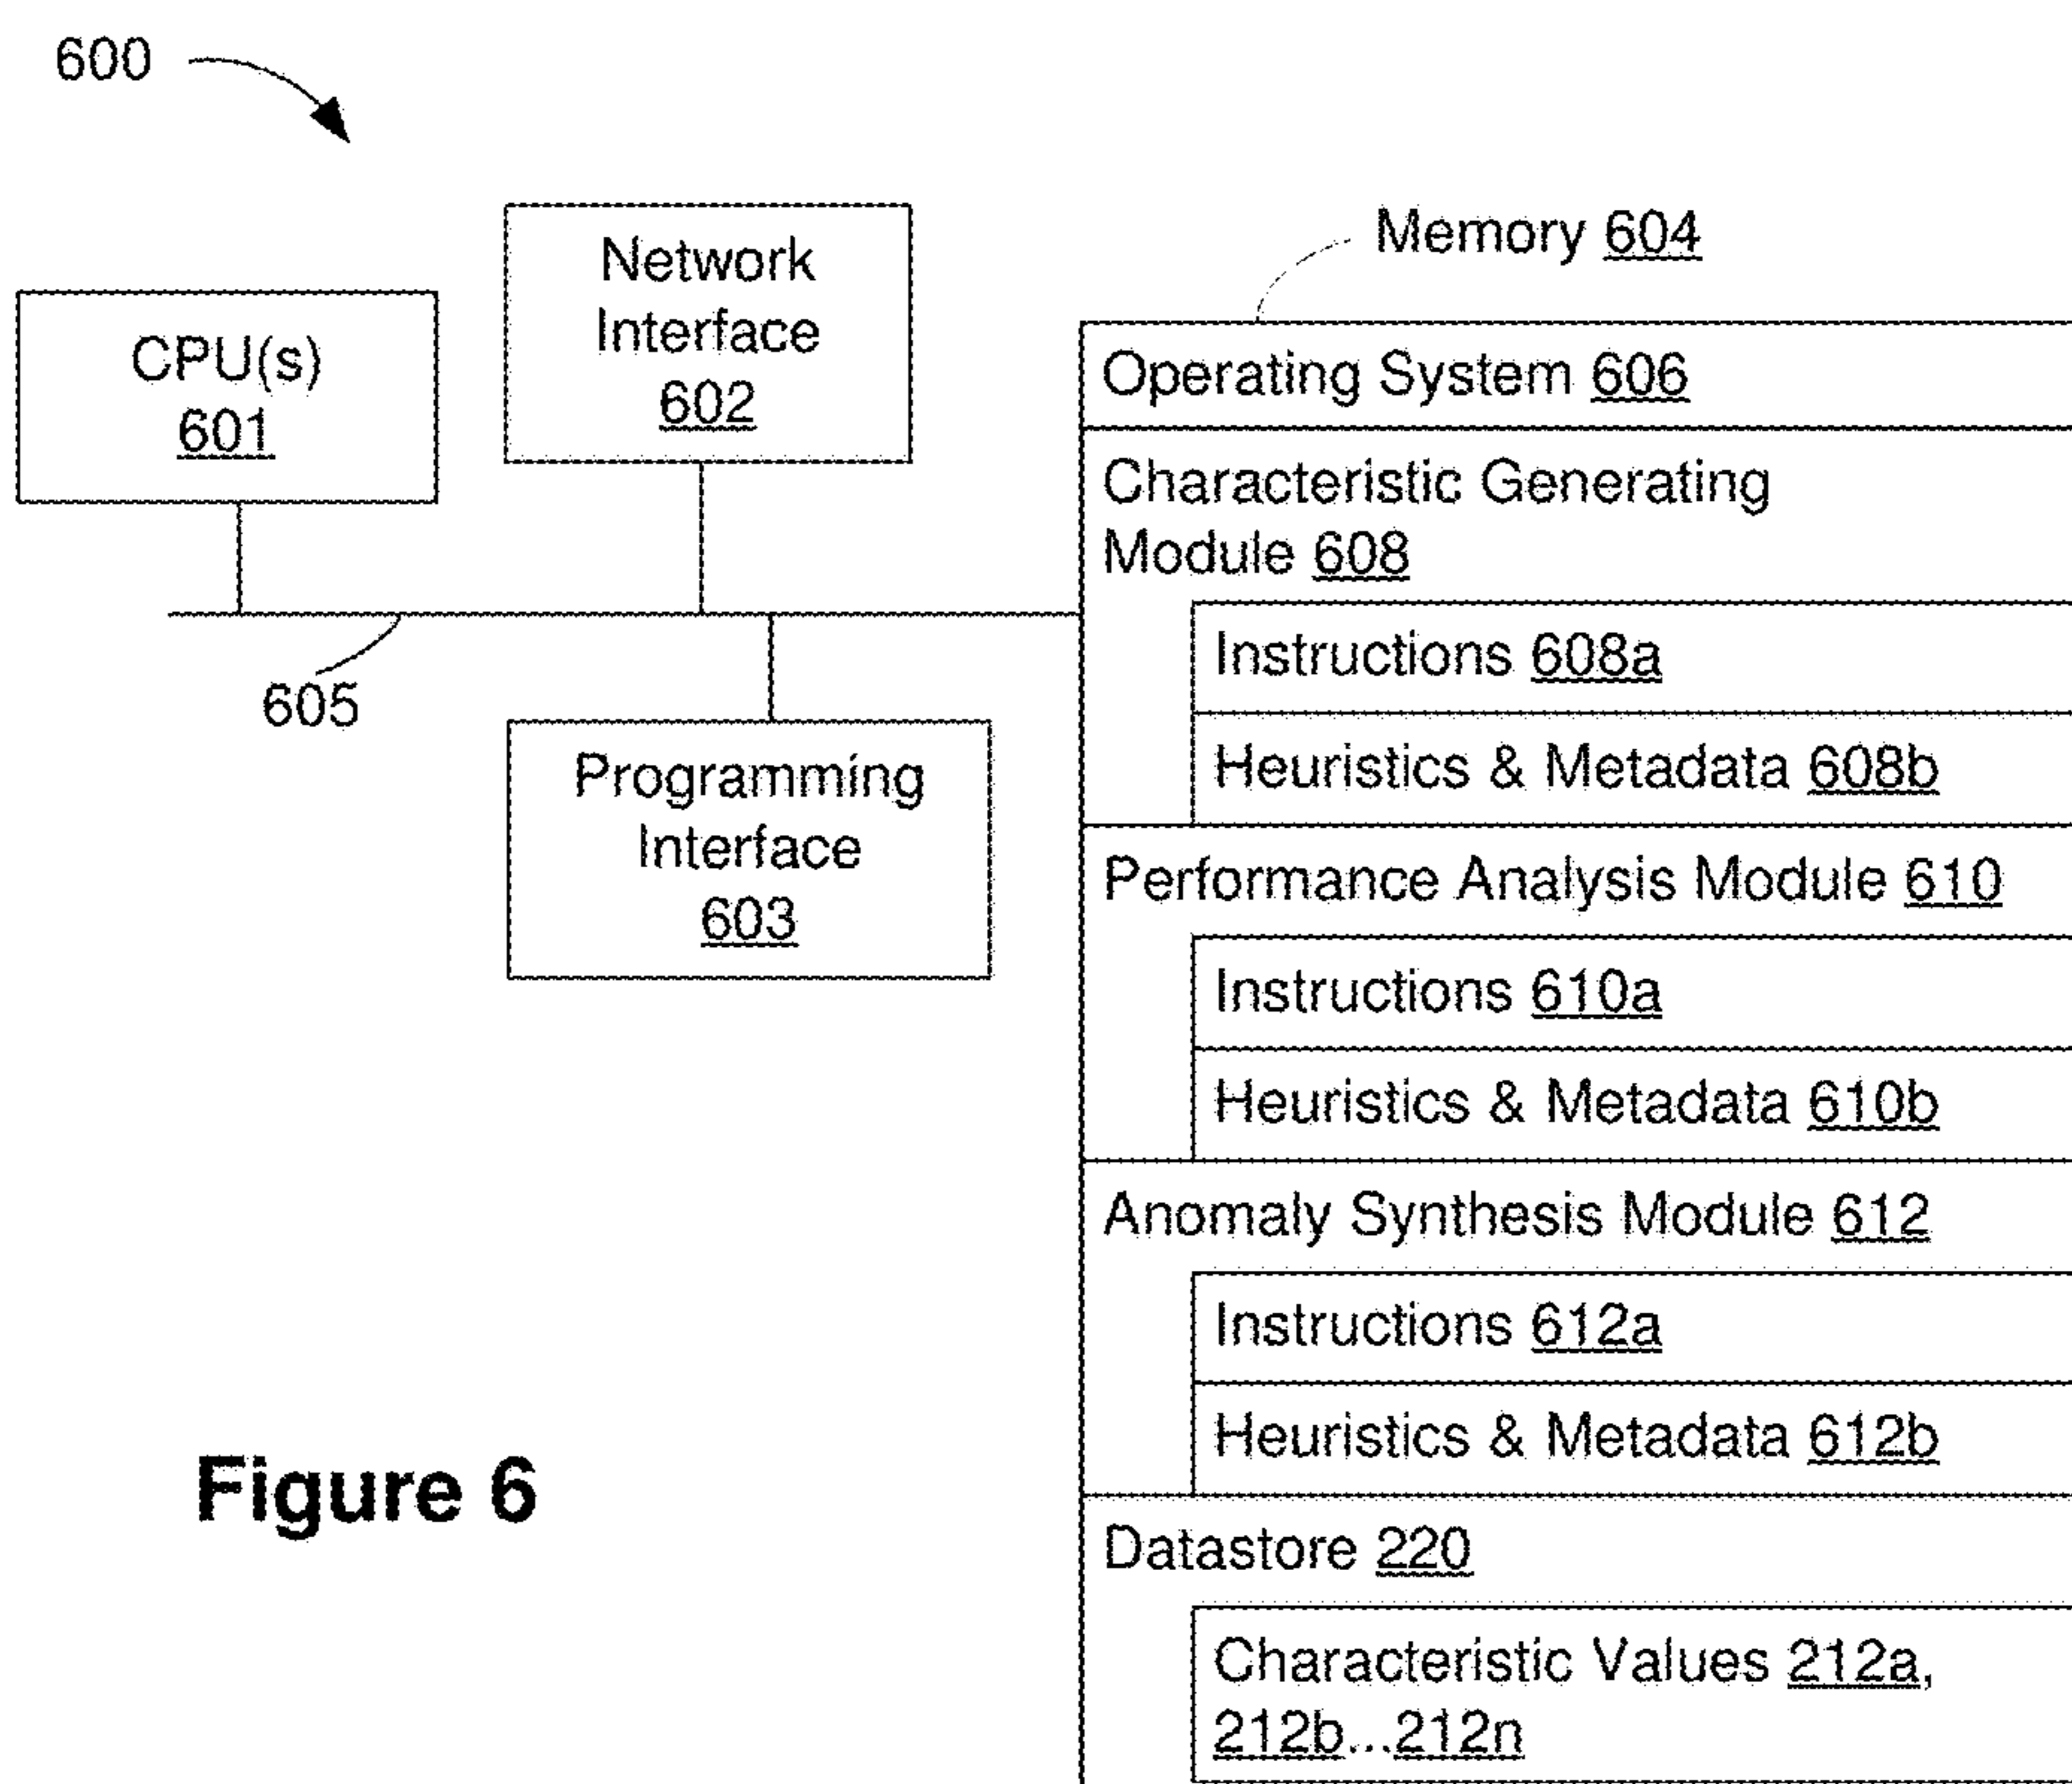 600
CPU(s)
601
Network
Interface
602
605
Programming
Interface
603
Memory 604
Operating System 606
Characteristic Generating
Module 608
Instructions 608a
Heuristics & Metadata 608b
Performance Analysis Module 610
Instructions 610a
Heuristics & Metadata 610b
Anomaly Synthesis Module 612
Instructions 612a
Heuristics & Metadata 612b
Datastore 220
Characteristic Values 212a,
212b...212n
Figure 6